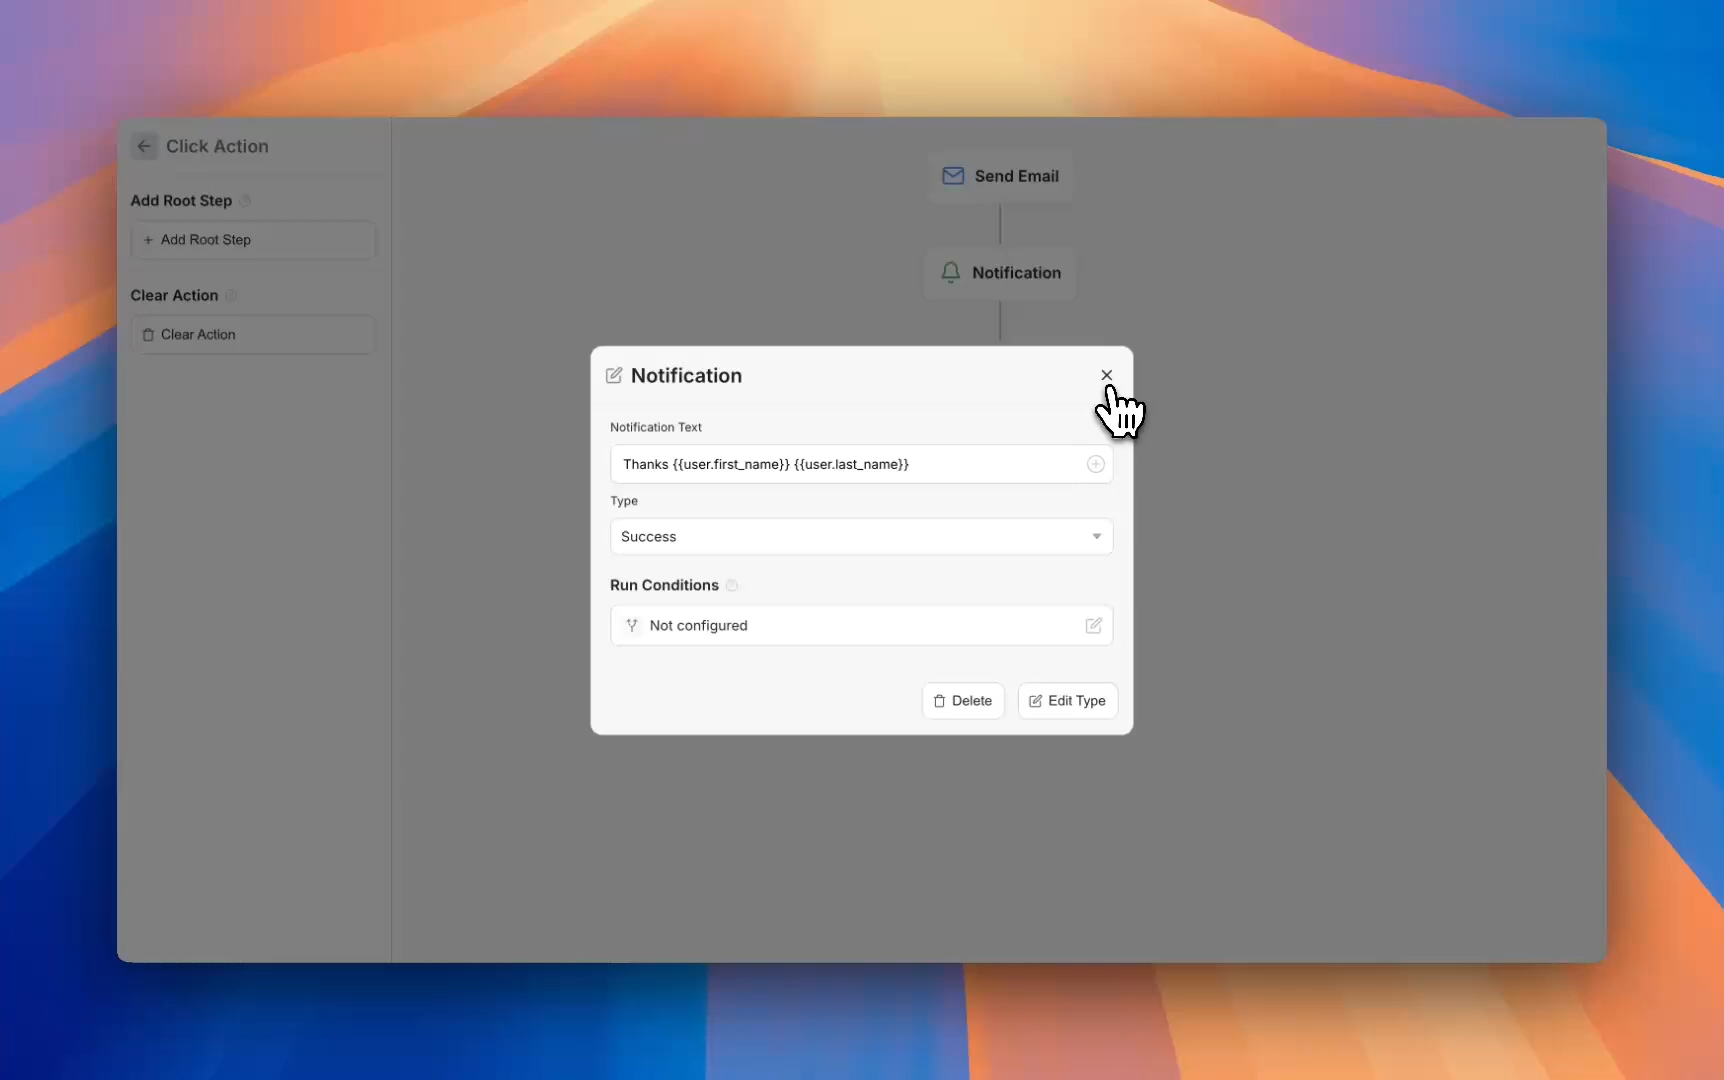 Click Action
Add Root Step
+ Add Root Step
Clear Action
Clear Action
Send Email
Notification
Notification
Notification Text
Thanks {{user.first_name}} {{user.last_name}}
Type
Success
Run Conditions
Not configured
Delete
Edit Type